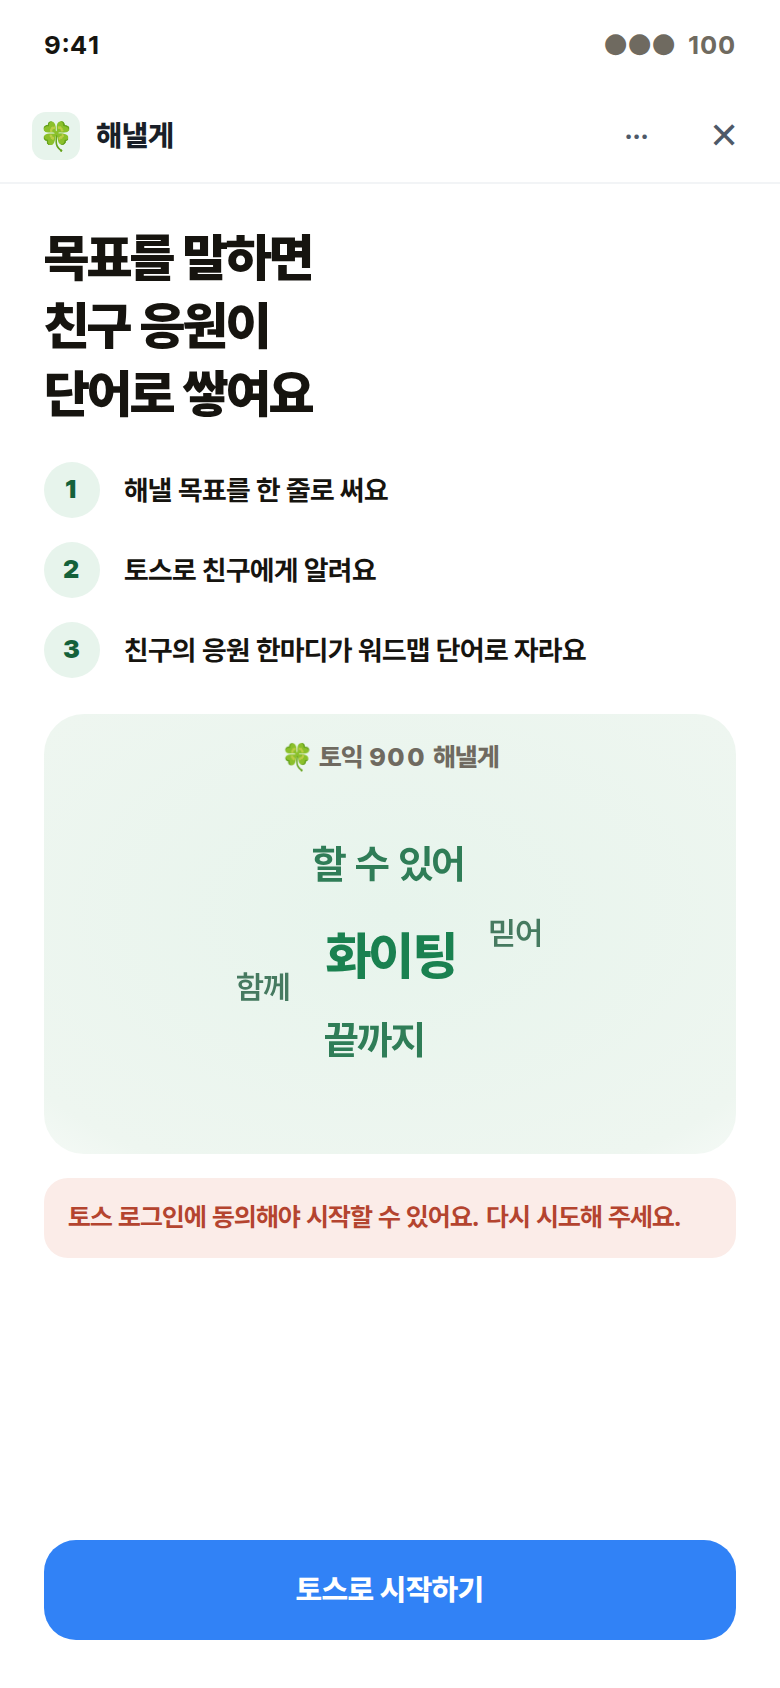 9:41
100
해낼게
목표를 말하면
친구 응원이
단어로 쌓여요
1 해낼 목표를 한 줄로 써요
2 토스로 친구에게 알려요
3 친구의 응원 한마디가 워드맵 단어로 자라요
🍀 토익 900 해낼게
할 수 있어
믿어
화이팅
함께
끝까지
토스 로그인에 동의해야 시작할 수 있어요. 다시 시도해 주세요.
토스로 시작하기